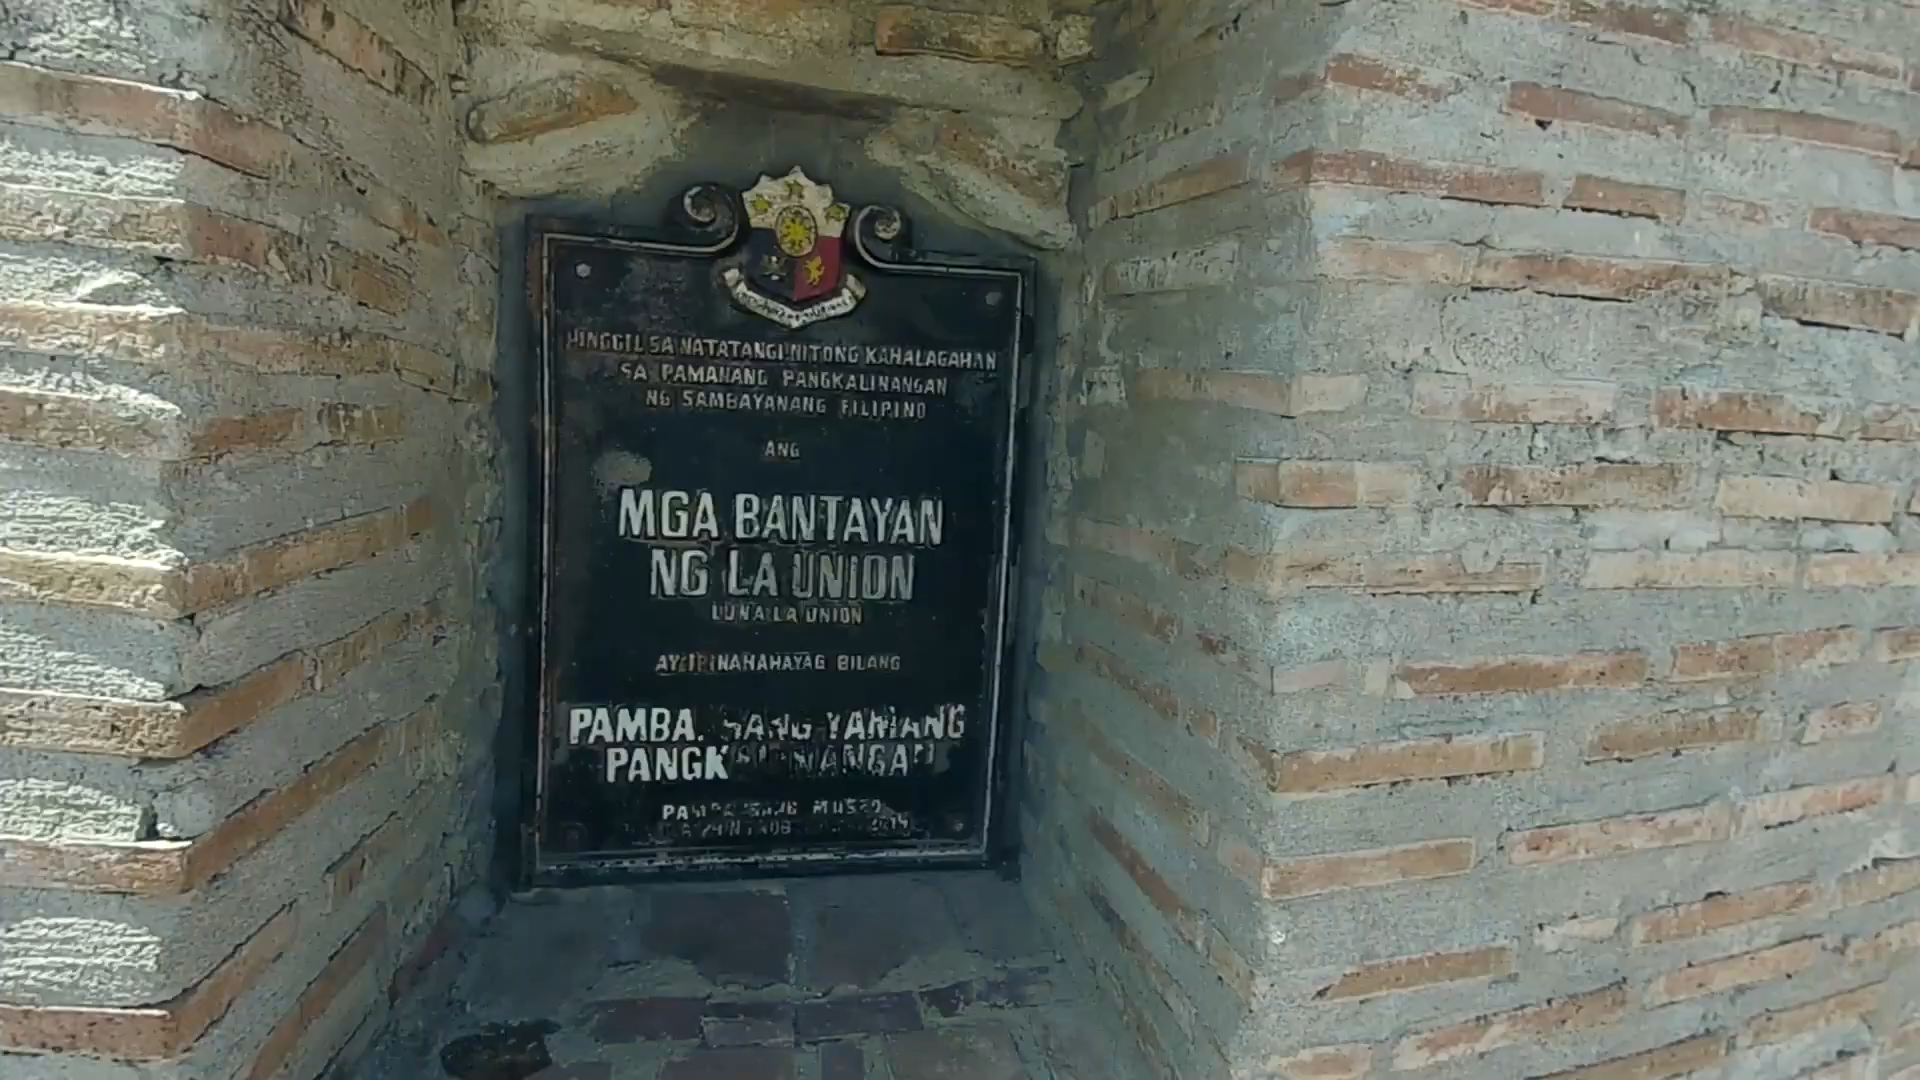 HINGGIL SA NATATANGI NITONG KAHALAGAHAN
SA PAMANANG PANGKALINANGAN
NG SAMBAYANANG FILIPINO
ANG
MGA BANTAYAN
NG LA UNION
LUNA LA UNION
AY IPINAHAHAYAG BILANG
PAMBANSANG YAMANG
PANGKALINANGAN
PAMBANSANG MUSEO